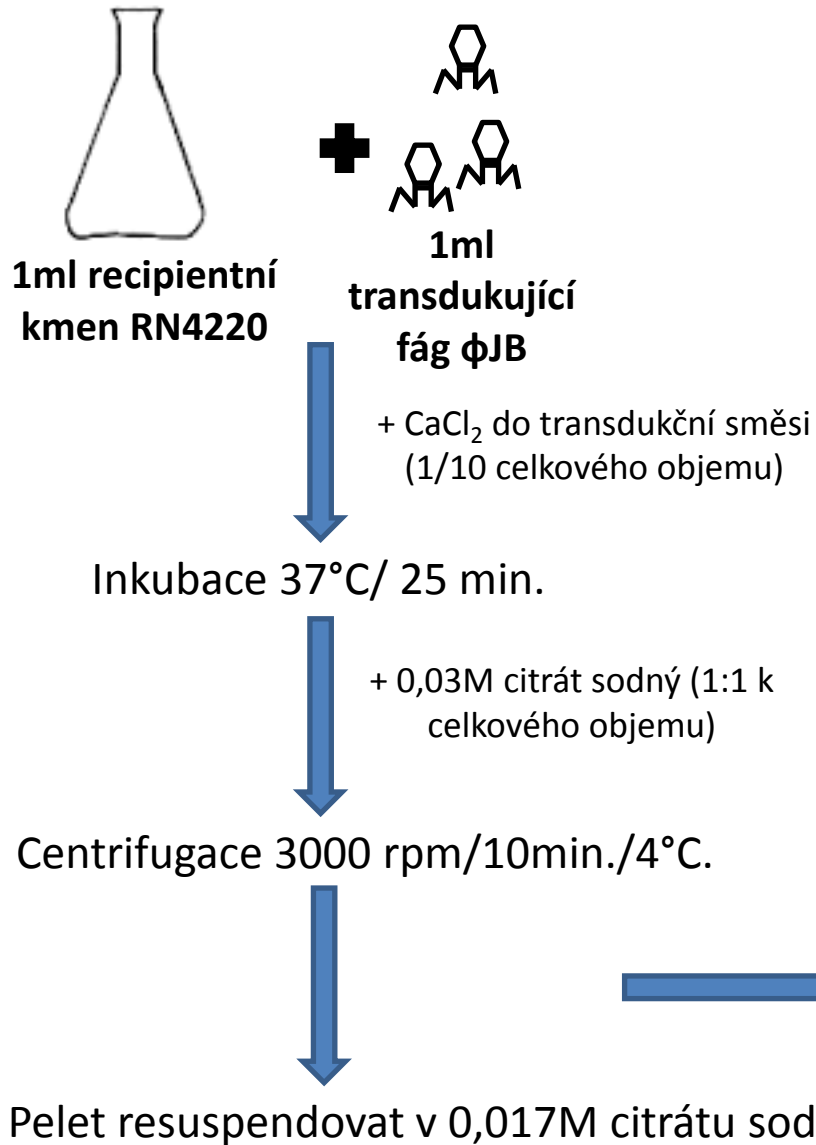 1ml recipientní
kmen RN4220
1ml
transdukující
fág ϕJB
+ CaCl₂ do transdukční směsi
(1/10 celkového objemu)
Inkubace 37°C/ 25 min.
+ 0,03M citrát sodný (1:1 k
celkového objemu)
Centrifugace 3000 rpm/10min./4°C.
Pelet resuspendovat v 0,017M citrátu sod